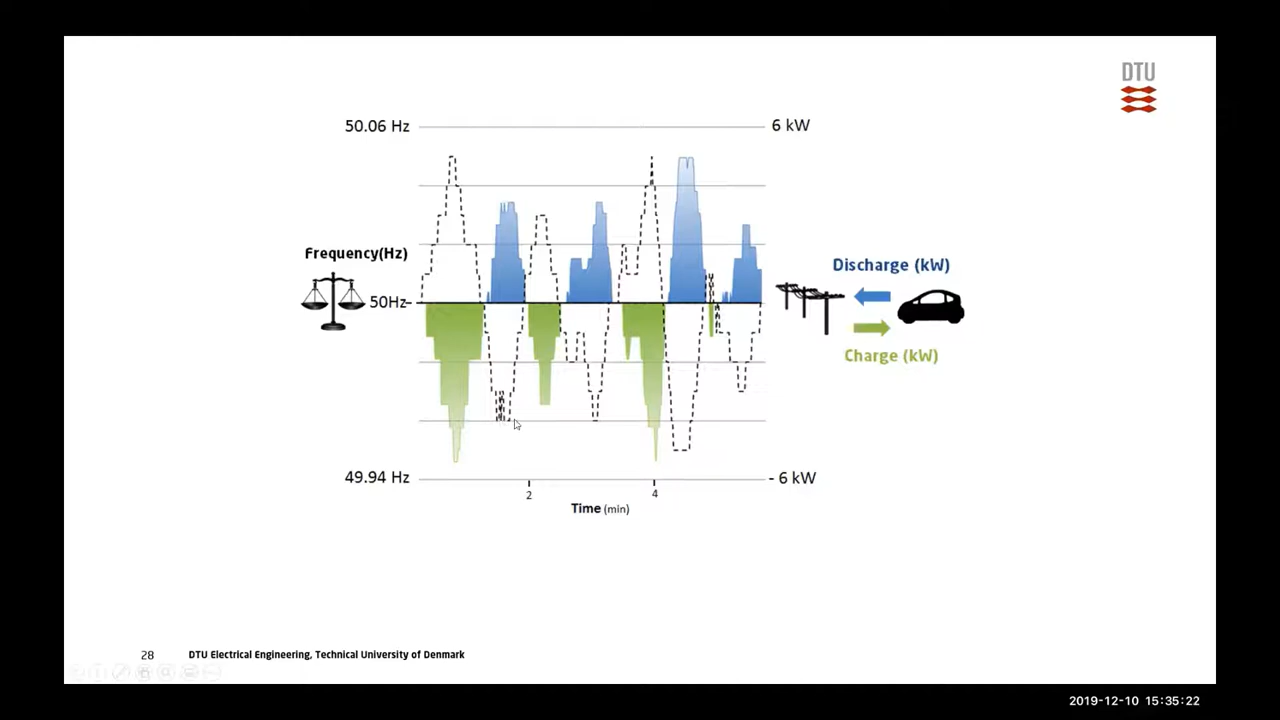 DTU
50.06 Hz
6 kW
Frequency(Hz)
Discharge (kW)
50Hz
Charge (kW)
49.94 Hz
- 6 kW
2
4
Time (min)
28
DTU Electrical Engineering, Technical University of Denmark
2019-12-10 15:35:22